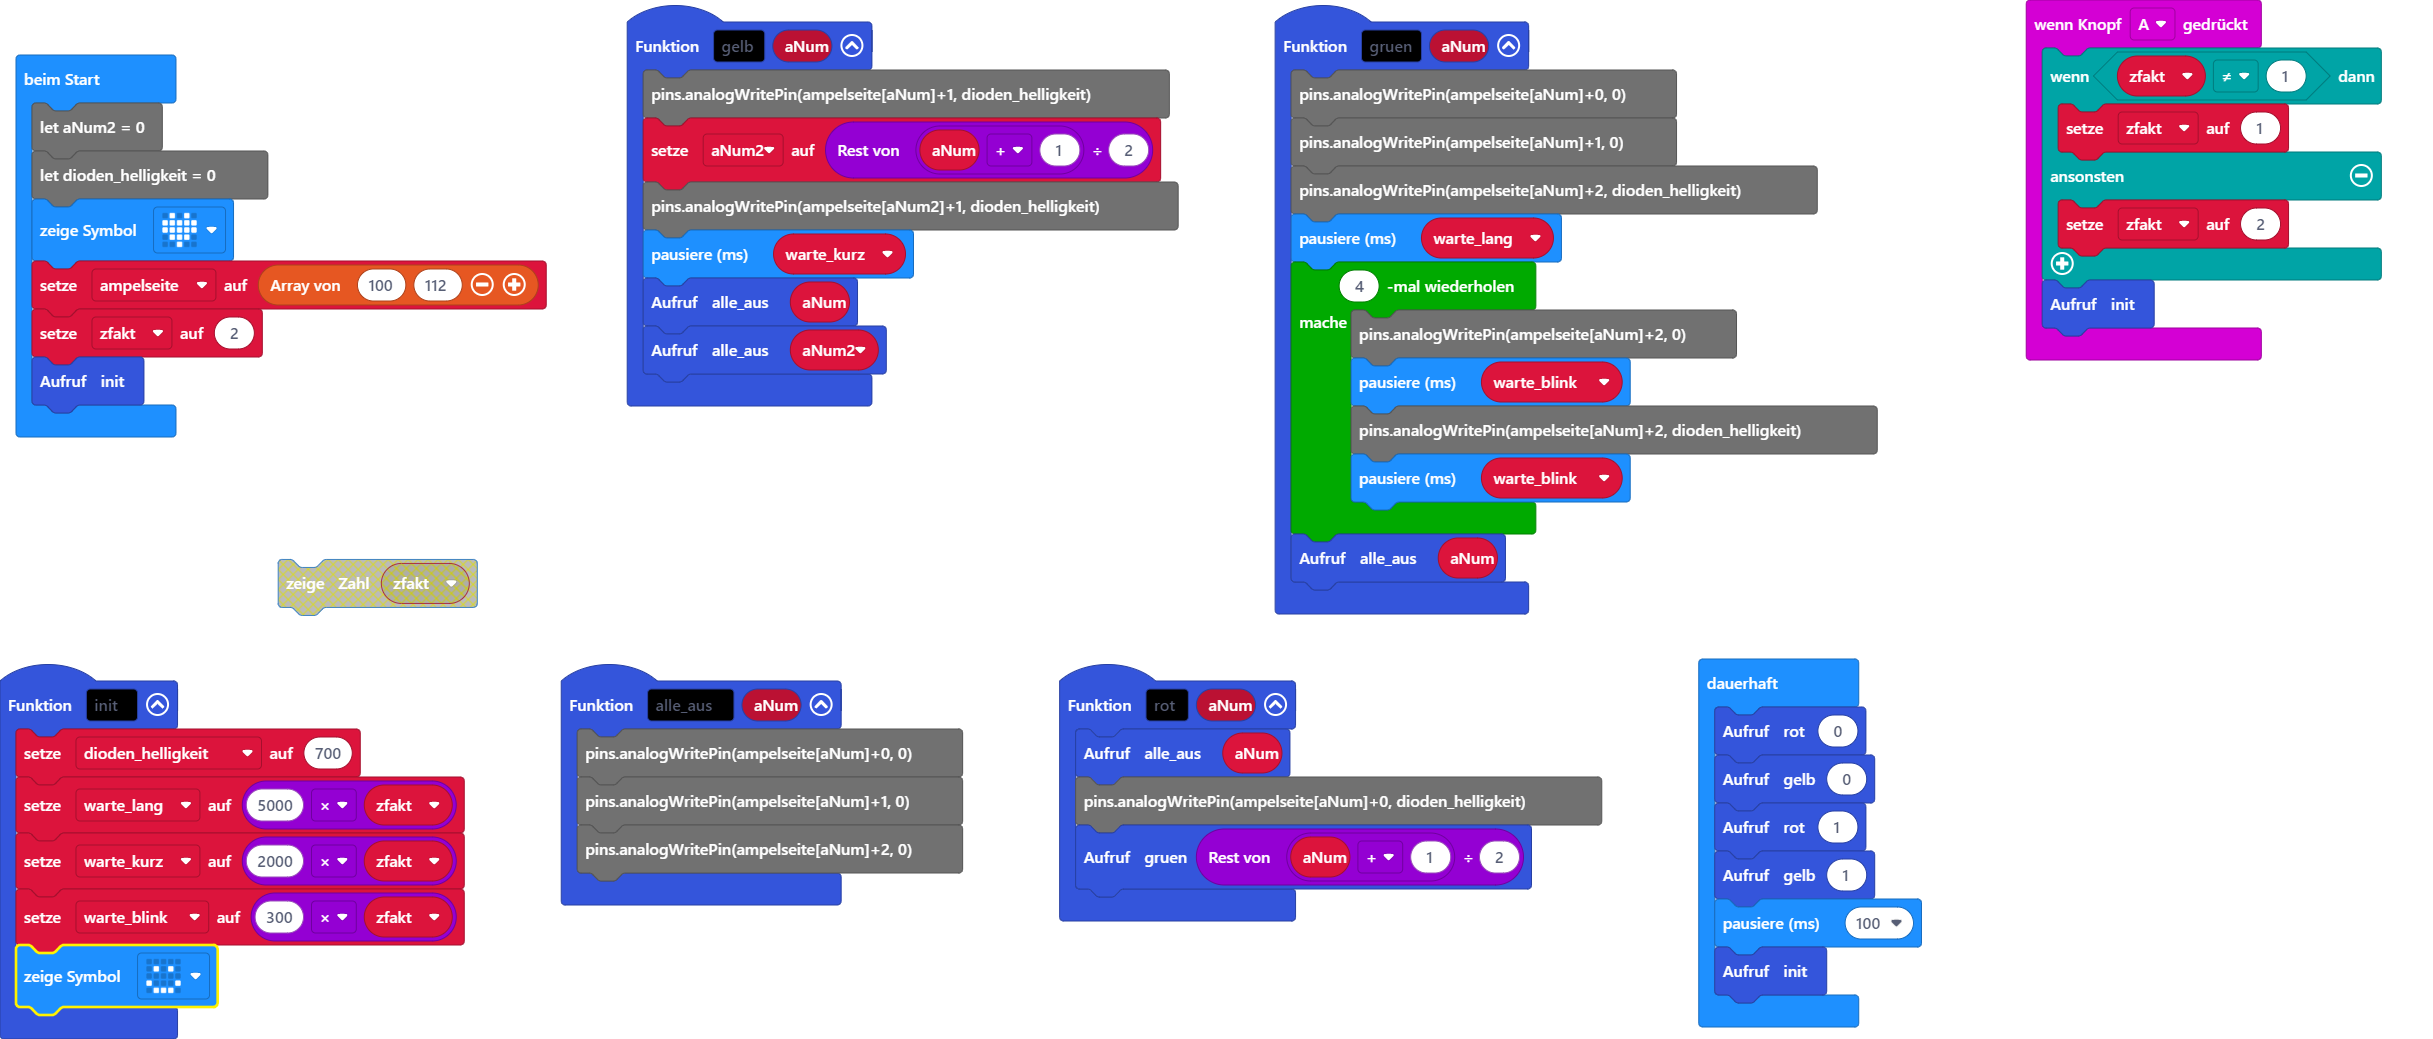 beim Start
let aNum2 = 0
let dioden_helligkeit = 0
zeige Symbol
setze ampelseite auf Array von 100 112
setze zfakt auf 2
Aufruf init
Funktion gelb aNum
pins.analogWritePin(ampelseite[aNum]+1, dioden_helligkeit)
setze aNum2 auf Rest von aNum + 1 ÷ 2
pins.analogWritePin(ampelseite[aNum2]+1, dioden_helligkeit)
pausiere (ms) warte_kurz
Aufruf alle_aus aNum
Aufruf alle_aus aNum2
Funktion gruen aNum
pins.analogWritePin(ampelseite[aNum]+0, 0)
pins.analogWritePin(ampelseite[aNum]+1, 0)
pins.analogWritePin(ampelseite[aNum]+2, dioden_helligkeit)
pausiere (ms) warte_lang
4 -mal wiederholen
mache
pins.analogWritePin(ampelseite[aNum]+2, 0)
pausiere (ms) warte_blink
pins.analogWritePin(ampelseite[aNum]+2, dioden_helligkeit)
pausiere (ms) warte_blink
Aufruf alle_aus aNum
wenn Knopf A gedrückt
wenn zfakt ≠ 1 dann
setze zfakt auf 1
ansonsten
setze zfakt auf 2
Aufruf init
zeige Zahl zfakt
Funktion init
setze dioden_helligkeit auf 700
setze warte_lang auf 5000 × zfakt
setze warte_kurz auf 2000 × zfakt
setze warte_blink auf 300 × zfakt
zeige Symbol
Funktion alle_aus aNum
pins.analogWritePin(ampelseite[aNum]+0, 0)
pins.analogWritePin(ampelseite[aNum]+1, 0)
pins.analogWritePin(ampelseite[aNum]+2, 0)
Funktion rot aNum
Aufruf alle_aus aNum
pins.analogWritePin(ampelseite[aNum]+0, dioden_helligkeit)
Aufruf gruen Rest von aNum + 1 ÷ 2
dauerhaft
Aufruf rot 0
Aufruf gelb 0
Aufruf rot 1
Aufruf gelb 1
pausiere (ms) 100
Aufruf init